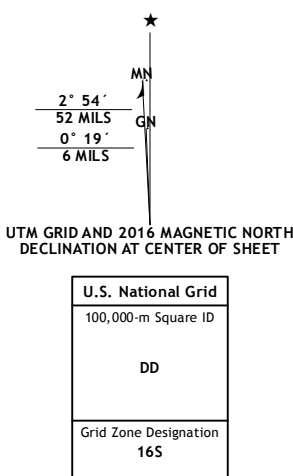 ★
MN
2° 54´
52 MILS
GN
0° 19´
6 MILS
UTM GRID AND 2016 MAGNETIC NORTH
DECLINATION AT CENTER OF SHEET
U.S. National Grid
100,000-m Square ID
DD
Grid Zone Designation
16S